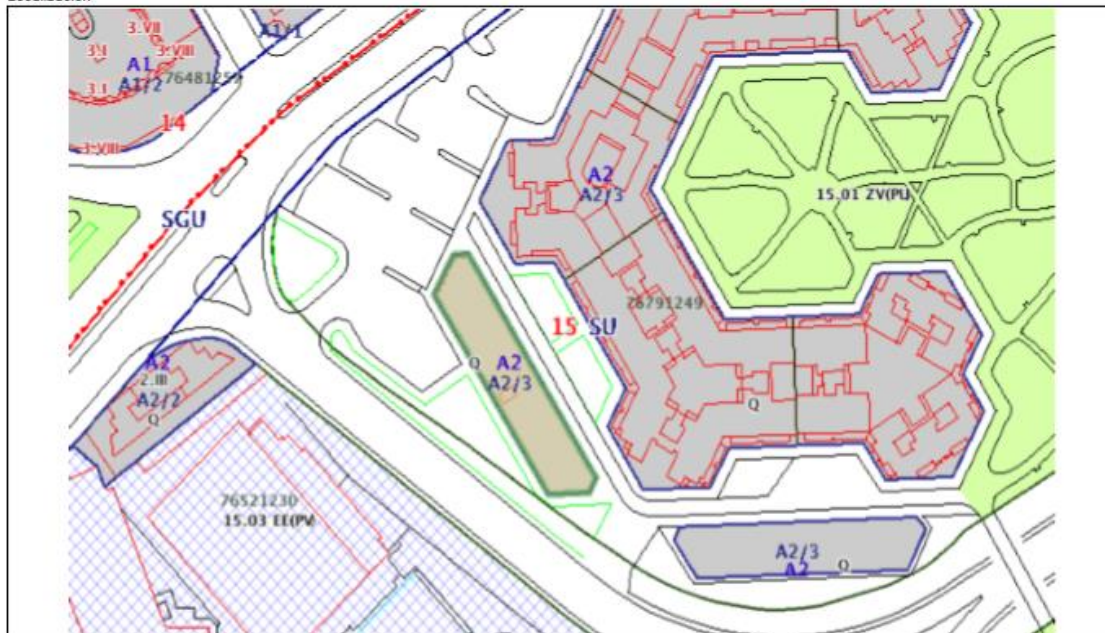 3.VII
A1/1
3.I
3.VIII
A1
76481259
A1/2
3.I
14
3.VIII
SGU
A2
A2/3
15.01 ZV(PU)
76791249
15 SU
A2
Q
A2/3
A2
2.III
A2/2
Q
Q
76521230
15.03 EE(PV)
A2/3
A2
Q